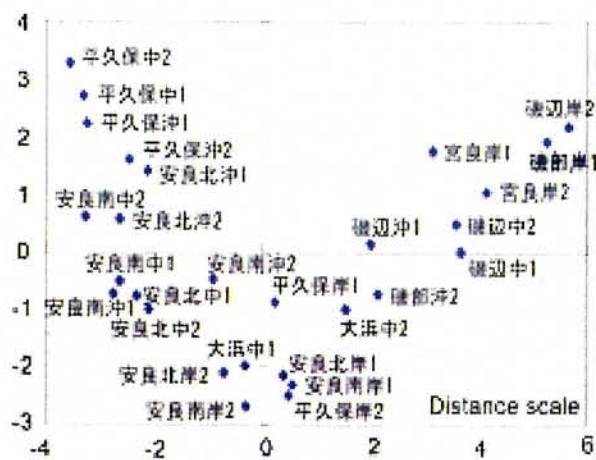 4
平久保中2
3
平久保中1
平久保沖1
磯辺岸2
2
平久保沖2
宮良岸1
磯部岸1
安良北沖1
1
安良南中2
宮良岸2
安良北沖2
磯辺沖1
磯辺中2
0
安良南中1
安良南沖2
磯辺中1
平久保岸1
-1
安良南沖1
安良北中1
磯部沖2
安良北中2
大浜中2
大浜中1
-2
安良北岸2
安良北岸1
安良南岸1
安良南岸2
平久保岸2
Distance scale
-3
-4 -2 0 2 4 6